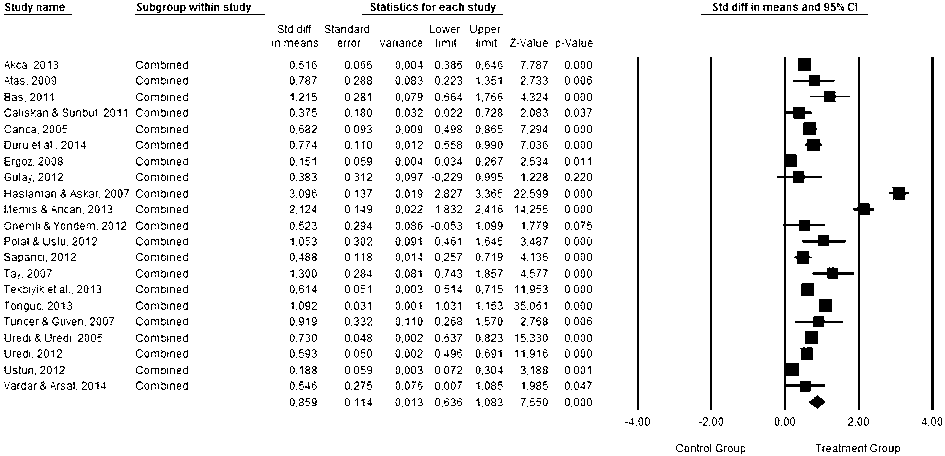 Study name Subgroup within study Statistics for each study Std diff in means and 95% CI
Std diff Standard Lower Upper
in means error Variance limit limit Z-Value p-Value
Akca, 2013 Combined 0,516 0,066 0,004 0,386 0,646 7,787 0,000
Atas, 2009 Combined 0,787 0,288 0,083 0,223 1,351 2,733 0,006
Bas, 2011 Combined 1,215 0,281 0,079 0,664 1,766 4,324 0,000
Caliskan & Sunbul, 2011 Combined 0,375 0,180 0,032 0,022 0,728 2,083 0,037
Canca, 2005 Combined 0,682 0,093 0,009 0,498 0,865 7,294 0,000
Duru et al., 2014 Combined 0,774 0,110 0,012 0,558 0,990 7,036 0,000
Ergoz, 2008 Combined 0,151 0,059 0,004 0,034 0,267 2,534 0,011
Gulay, 2012 Combined 0,383 0,312 0,097 -0,229 0,995 1,228 0,220
Haslaman & Askar, 2007 Combined 3,096 0,137 0,019 2,827 3,365 22,599 0,000
Memis & Arican, 2013 Combined 2,124 0,149 0,022 1,832 2,416 14,256 0,000
Onemli & Yondem, 2012 Combined 0,523 0,294 0,086 -0,053 1,099 1,779 0,075
Polat & Uslu, 2012 Combined 1,053 0,302 0,091 0,461 1,645 3,487 0,000
Sapanci, 2012 Combined 0,488 0,118 0,014 0,257 0,719 4,136 0,000
Tay, 2007 Combined 1,300 0,284 0,081 0,743 1,857 4,577 0,000
Tekbiyik et al., 2013 Combined 0,614 0,051 0,003 0,514 0,715 11,953 0,000
Tonguc, 2013 Combined 1,092 0,031 0,001 1,031 1,153 35,061 0,000
Tuncer & Guven, 2007 Combined 0,919 0,332 0,110 0,268 1,570 2,768 0,006
Uredi & Uredi, 2005 Combined 0,730 0,048 0,002 0,637 0,823 15,330 0,000
Uredi, 2012 Combined 0,593 0,050 0,002 0,496 0,691 11,916 0,000
Ustun, 2012 Combined 0,188 0,059 0,003 0,072 0,304 3,188 0,001
Vardar & Arsal, 2014 Combined 0,546 0,275 0,076 0,007 1,085 1,985 0,047
0,859 0,114 0,013 0,636 1,083 7,550 0,000
-4.00 -2.00 0.00 2.00 4.00
Control Group Treatment Group